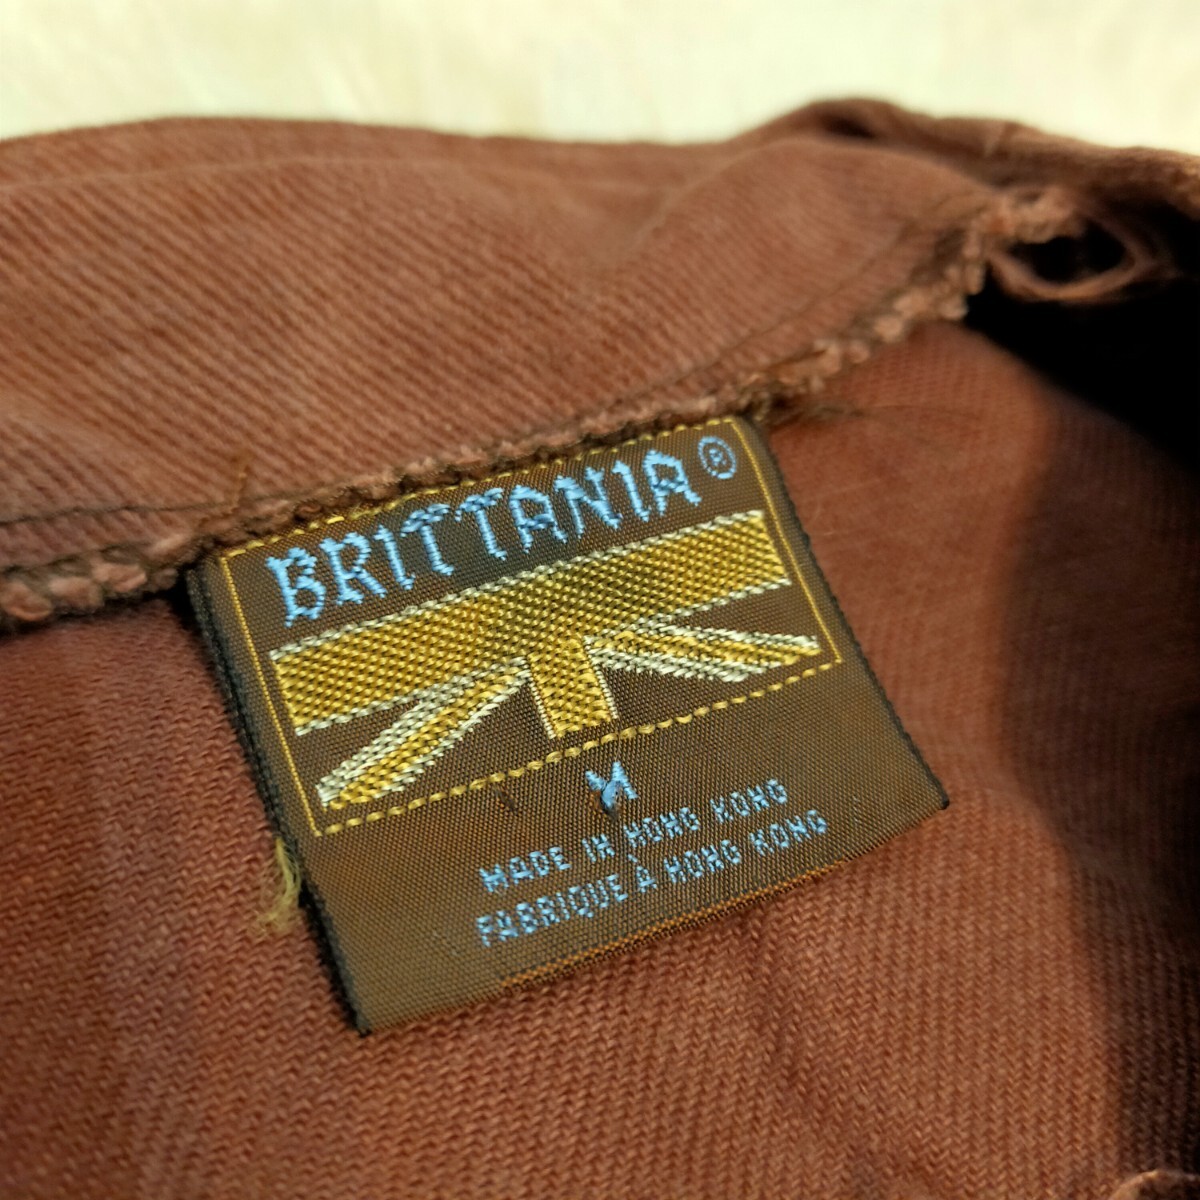 BRITTANIA®
M
MADE IN HONG KONG
FABRIQUE À HONG KONG